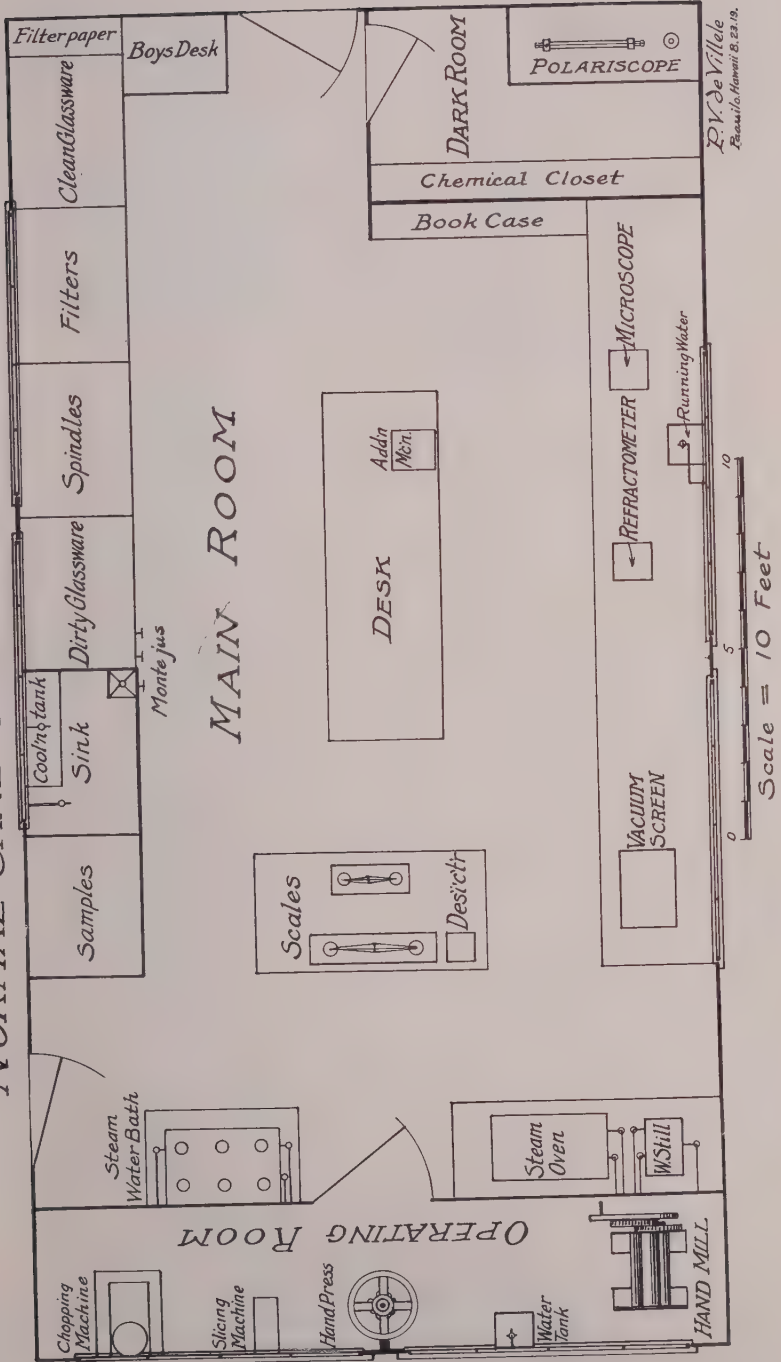 Filterpaper
Boys Desk
Clean Glassware
Filters
Spindles
Dirty Glassware
Monte jus
Cool'n tank
Sink
Samples
DARK ROOM
POLARISCOPE
Chemical Closet
Book Case
MAIN ROOM
Add'n
Mc'n.
DESK
MICROSCOPE
REFRACTOMETER
Running Water
VACUUM
SCREEN
Scales
Desic'tr
Steam
Water Bath
Steam
Oven
W.Still
OPERATING ROOM
Chopping
Machine
Slicing
Machine
Hand Press
Water
Tank
HAND MILL
0 5 10
Scale = 10 Feet
P.V. de Villele
Paauilo. Hawaii 8.23.19.